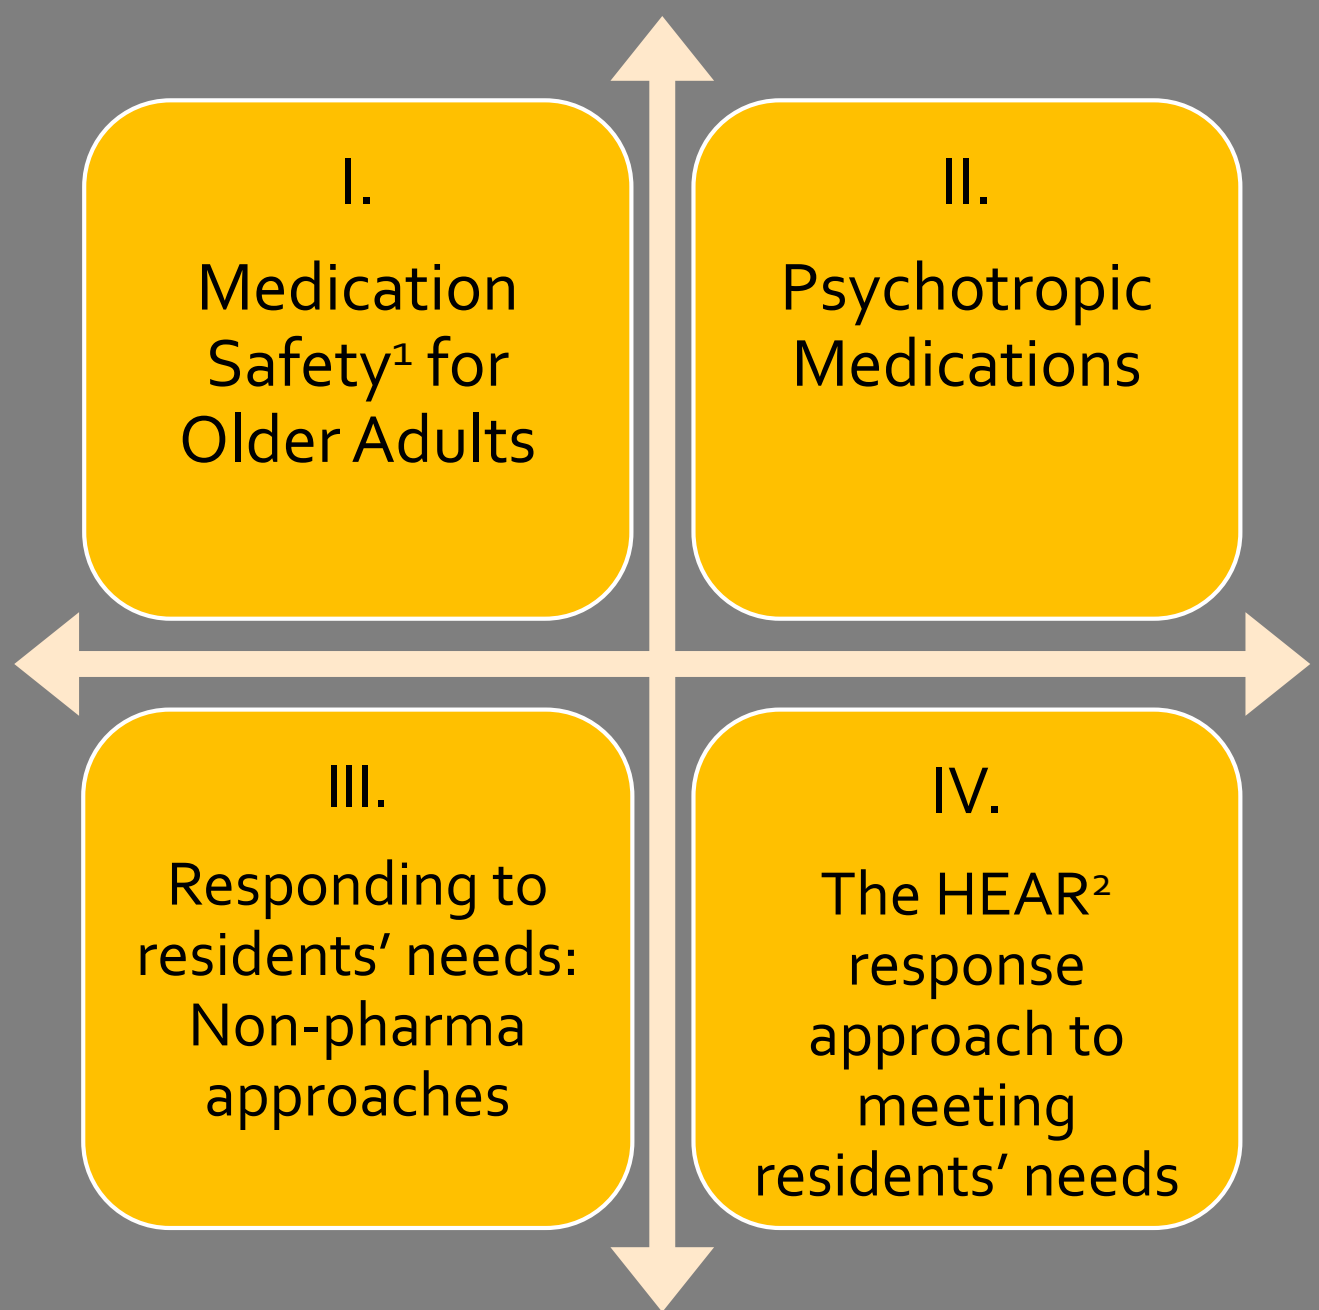 I.
Medication
Safety¹ for
Older Adults
II.
Psychotropic
Medications
III.
Responding to
residents’ needs:
Non-pharma
approaches
IV.
The HEAR²
response
approach to
meeting
residents’ needs